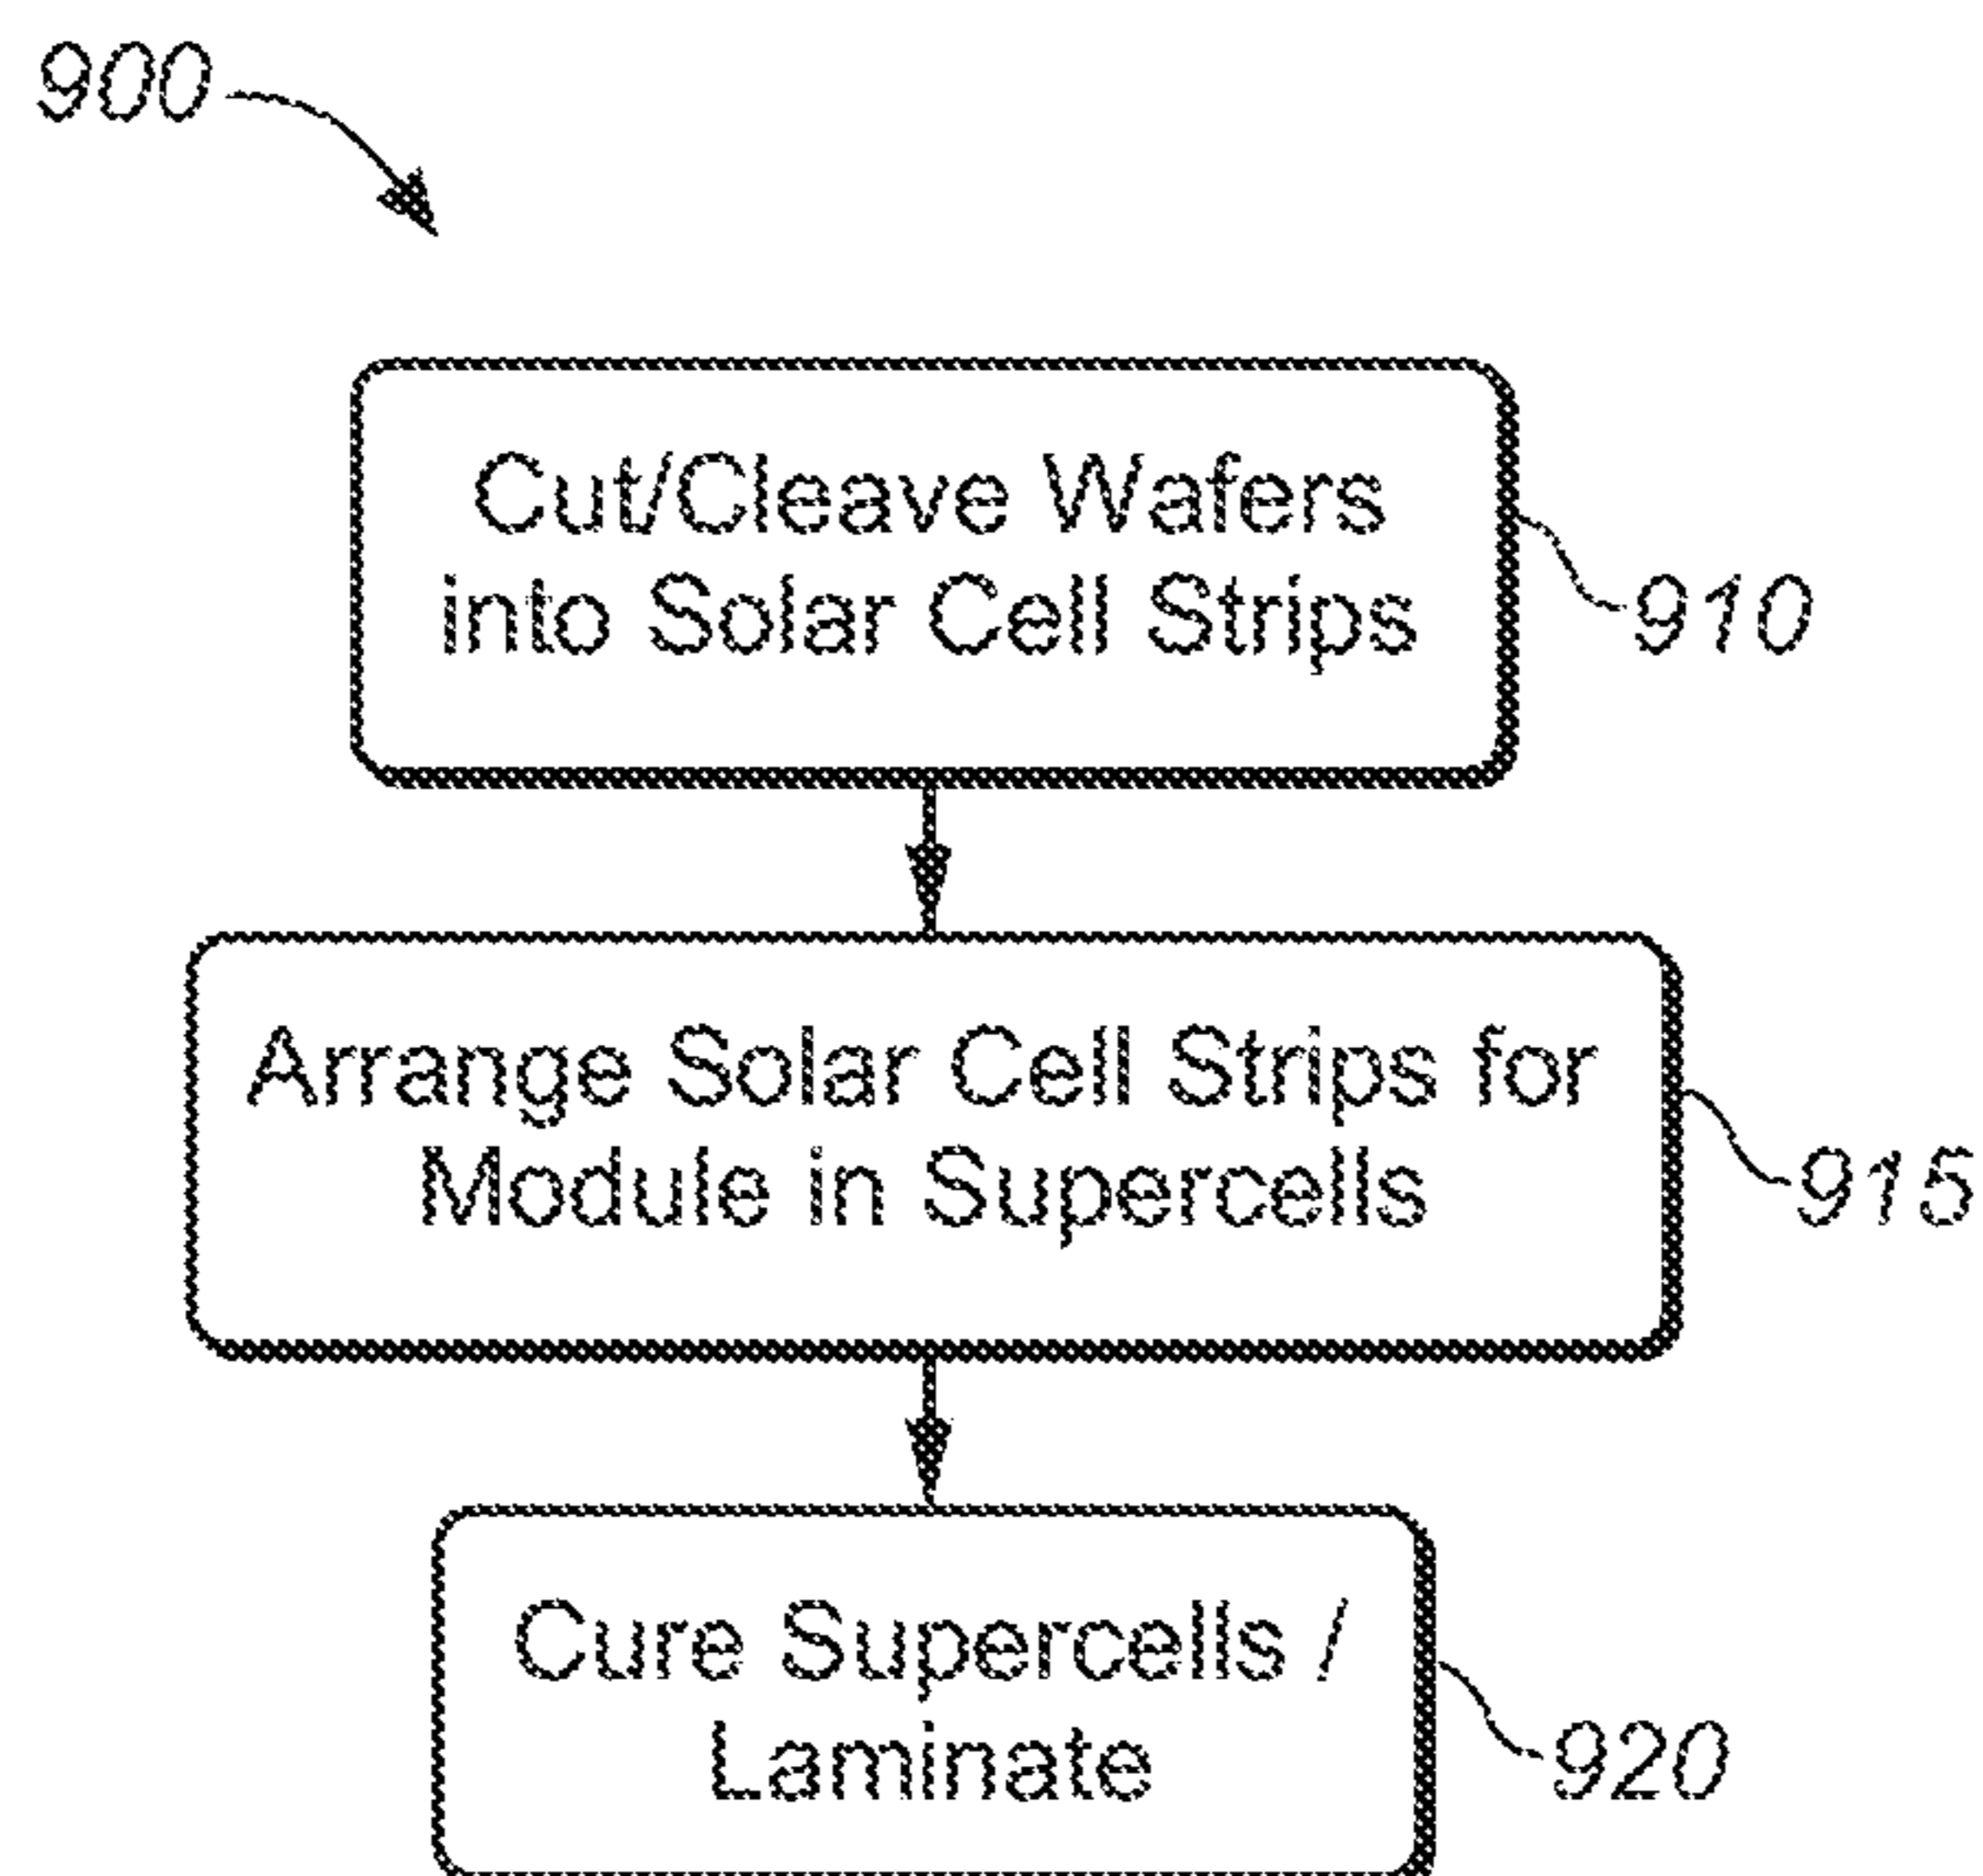 900
Cut/Cleave Wafers
into Solar Cell Strips
910
Arrange Solar Cell Strips for
Module in Supercells
915
Cure Supercells /
Laminate
920